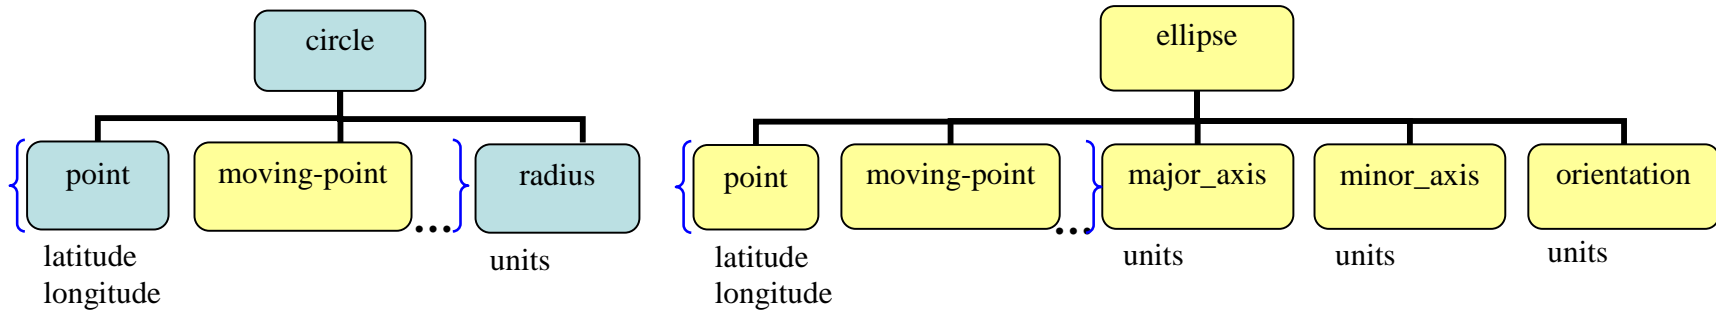 circle
ellipse
point
moving-point
...
radius
point
moving-point
...
major_axis
minor_axis
orientation
latitude
longitude
units
latitude
longitude
units
units
units